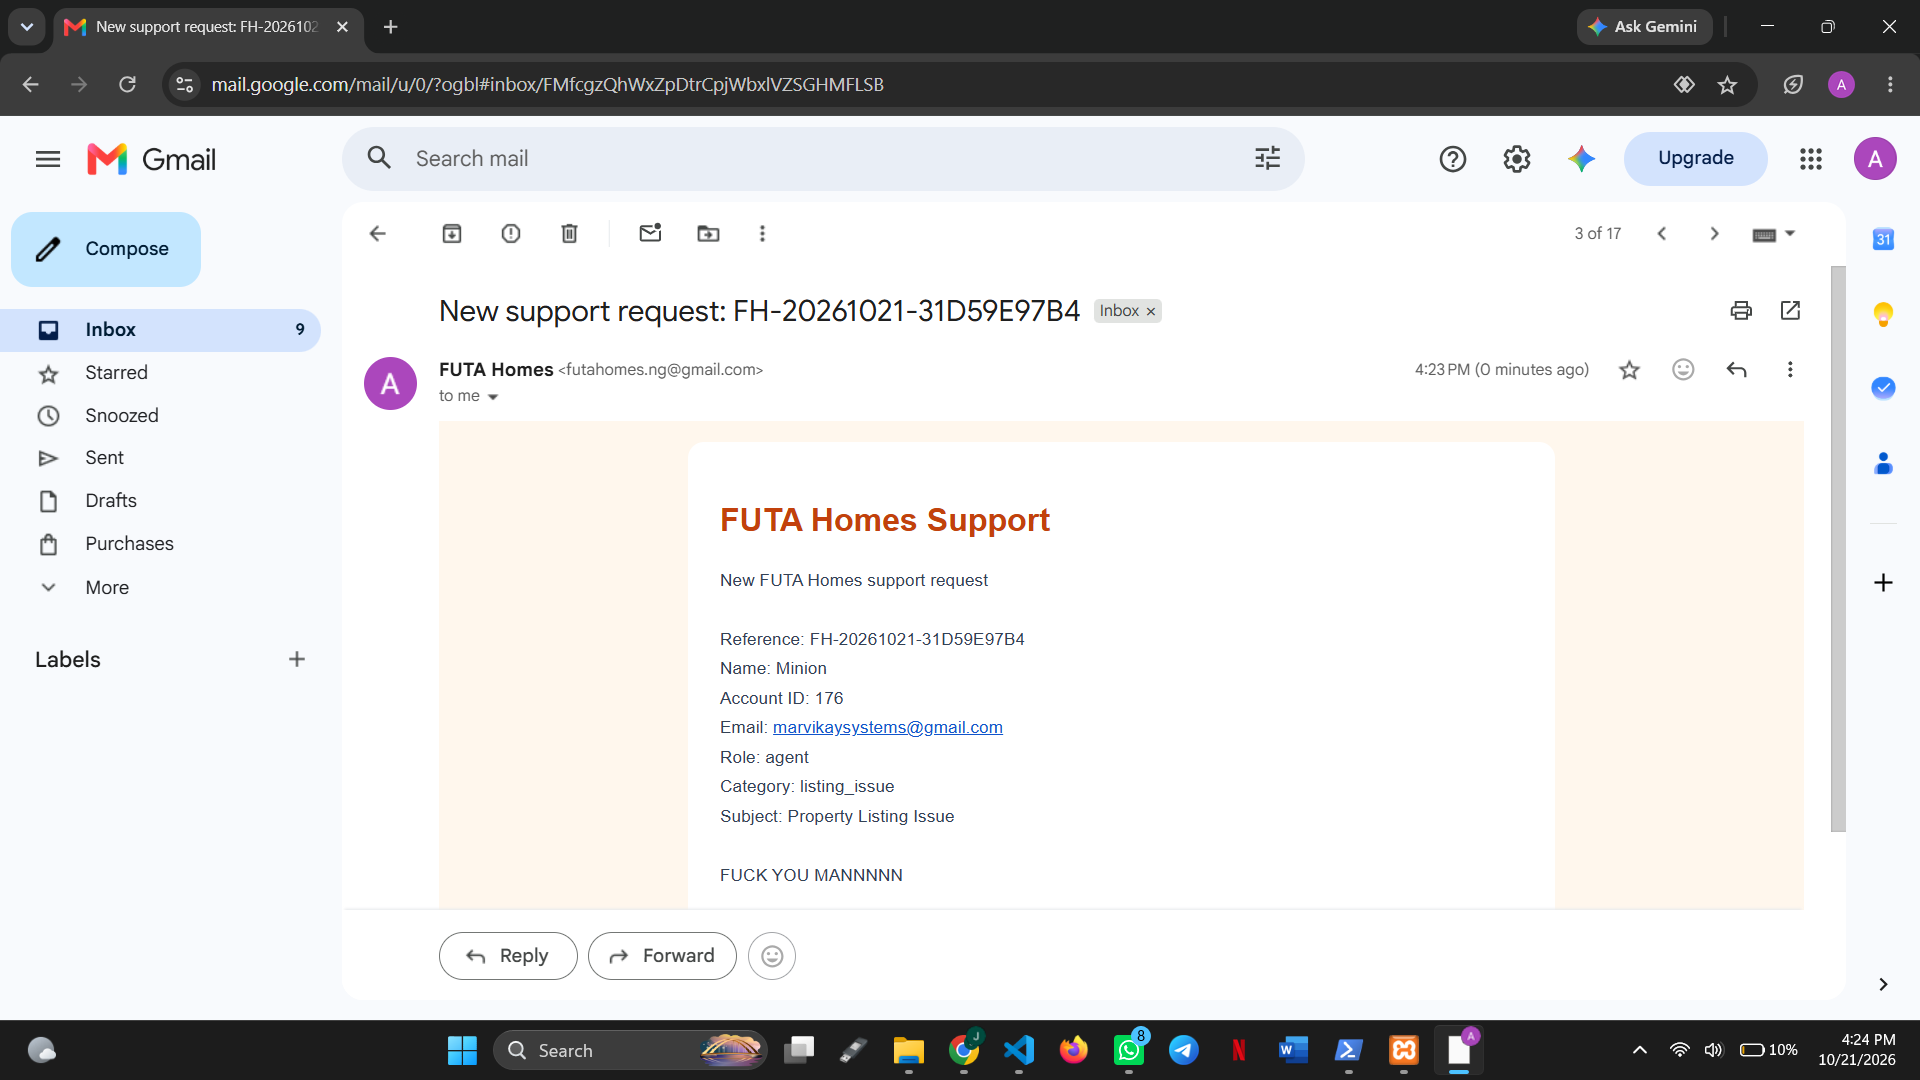 New support request: FH-2026102
Ask Gemini
mail.google.com/mail/u/0/?ogbl#inbox/FMfcgzQhWxZpDtrCpjWbxlVZSGHMFLSB
A
Gmail
Search mail
Upgrade
A
Compose
3 of 17
31
Inbox 9
Starred
Snoozed
Sent
Drafts
Purchases
More
Labels
New support request: FH-20261021-31D59E97B4
Inbox ×
A
FUTA Homes <futahomes.ng@gmail.com>
4:23 PM (0 minutes ago)
to me
FUTA Homes Support
New FUTA Homes support request
Reference: FH-20261021-31D59E97B4
Name: Minion
Account ID: 176
Email: marvikaysystems@gmail.com
Role: agent
Category: listing_issue
Subject: Property Listing Issue
FUCK YOU MANNNNN
Reply
Forward
Search
J
8
N
W
A
10%
4:24 PM
10/21/2026